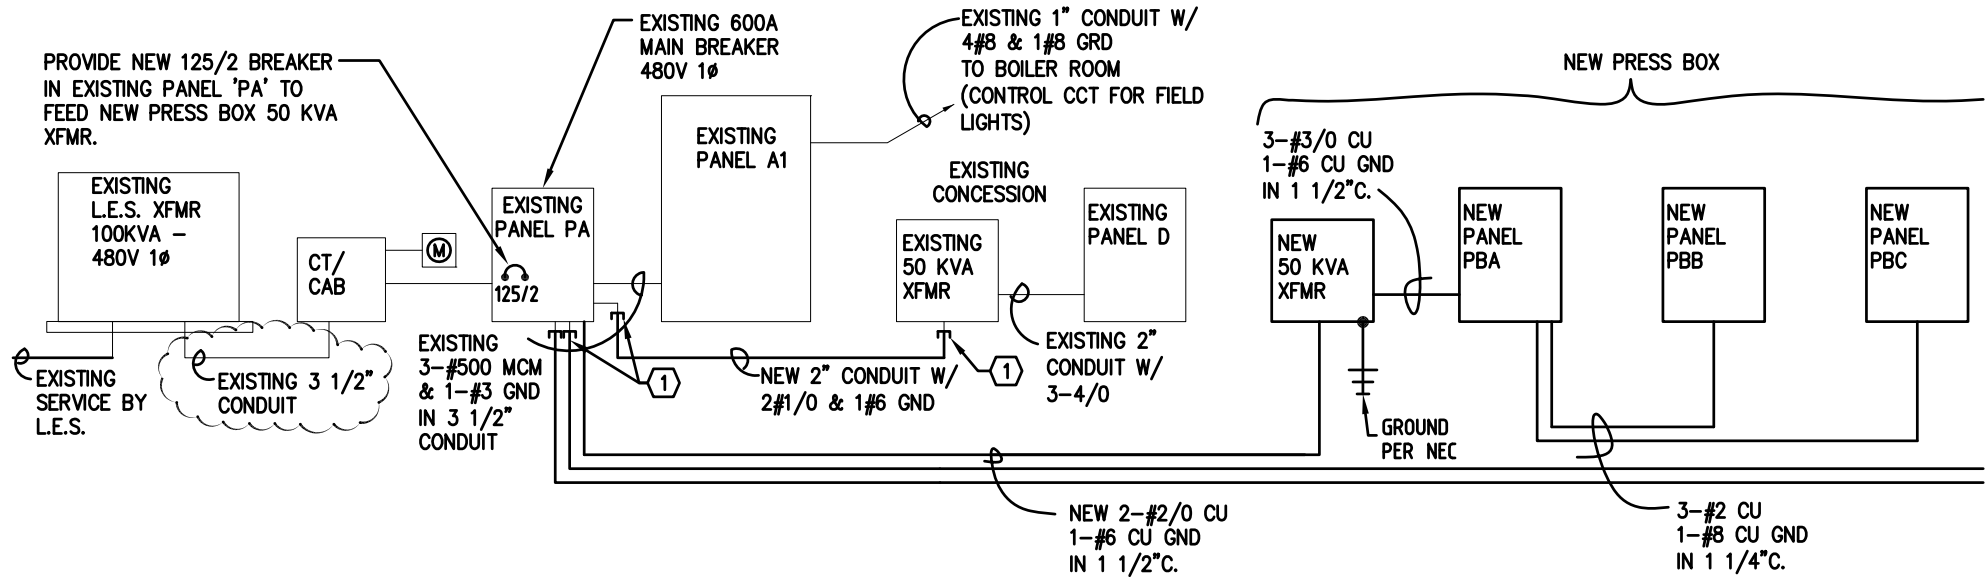 PROVIDE NEW 125/2 BREAKER
IN EXISTING PANEL 'PA' TO
FEED NEW PRESS BOX 50 KVA
XFMR.
EXISTING 600A
MAIN BREAKER
480V 1ø
EXISTING 1" CONDUIT W/
4#8 & 1#8 GRD
TO BOILER ROOM
(CONTROL CCT FOR FIELD
LIGHTS)
NEW PRESS BOX
EXISTING
L.E.S. XFMR
100KVA –
480V 1ø
CT/
CAB
M
EXISTING
PANEL PA
125/2
EXISTING
PANEL A1
EXISTING
CONCESSION
EXISTING
50 KVA
XFMR
EXISTING
PANEL D
3–#3/0 CU
1–#6 CU GND
IN 1 1/2"C.
NEW
50 KVA
XFMR
NEW
PANEL
PBA
NEW
PANEL
PBB
NEW
PANEL
PBC
EXISTING
SERVICE BY
L.E.S.
EXISTING 3 1/2"
CONDUIT
EXISTING
3–#500 MCM
& 1–#3 GND
IN 3 1/2"
CONDUIT
1
NEW 2" CONDUIT W/
2#1/0 & 1#6 GND
1
EXISTING 2"
CONDUIT W/
3–4/0
GROUND
PER NEC
NEW 2–#2/0 CU
1–#6 CU GND
IN 1 1/2"C.
3–#2 CU
1–#8 CU GND
IN 1 1/4"C.